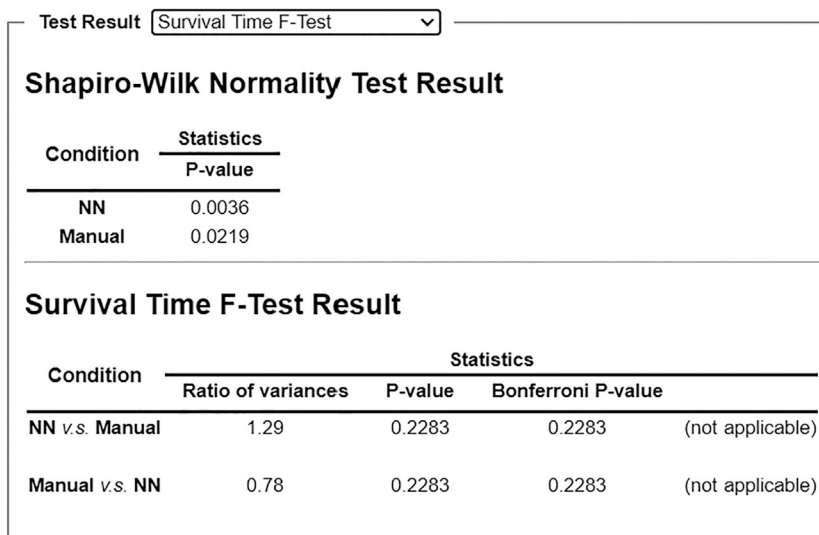 Test Result Survival Time F-Test
Shapiro-Wilk Normality Test Result
Condition Statistics
P-value
NN 0.0036
Manual 0.0219
Survival Time F-Test Result
Condition Statistics
Ratio of variances P-value Bonferroni P-value
NN v.s. Manual 1.29 0.2283 0.2283 (not applicable)
Manual v.s. NN 0.78 0.2283 0.2283 (not applicable)